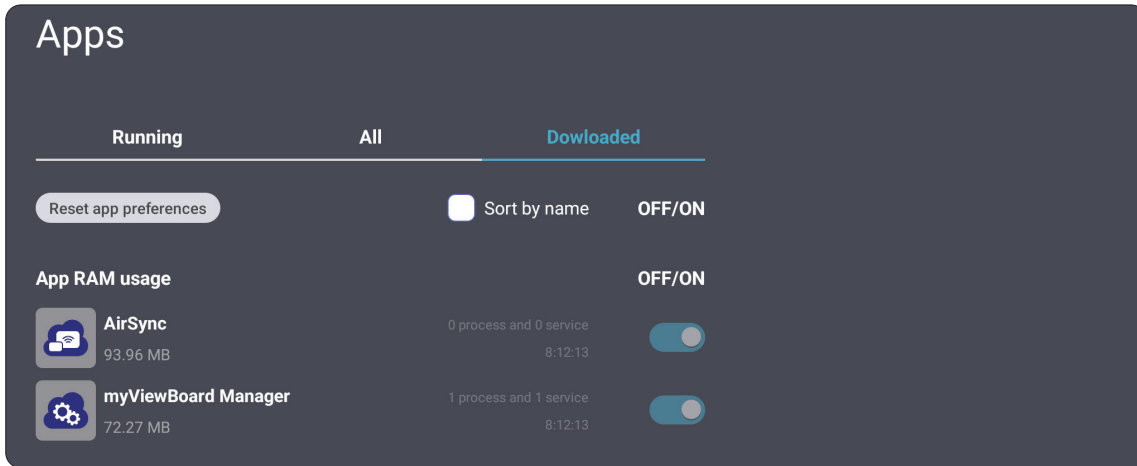 Apps
Running All Dowloaded
Reset app preferences Sort by name OFF/ON
App RAM usage OFF/ON
AirSync 0 process and 0 service
93.96 MB 8:12:13
myViewBoard Manager 1 process and 1 service
72.27 MB 8:12:13